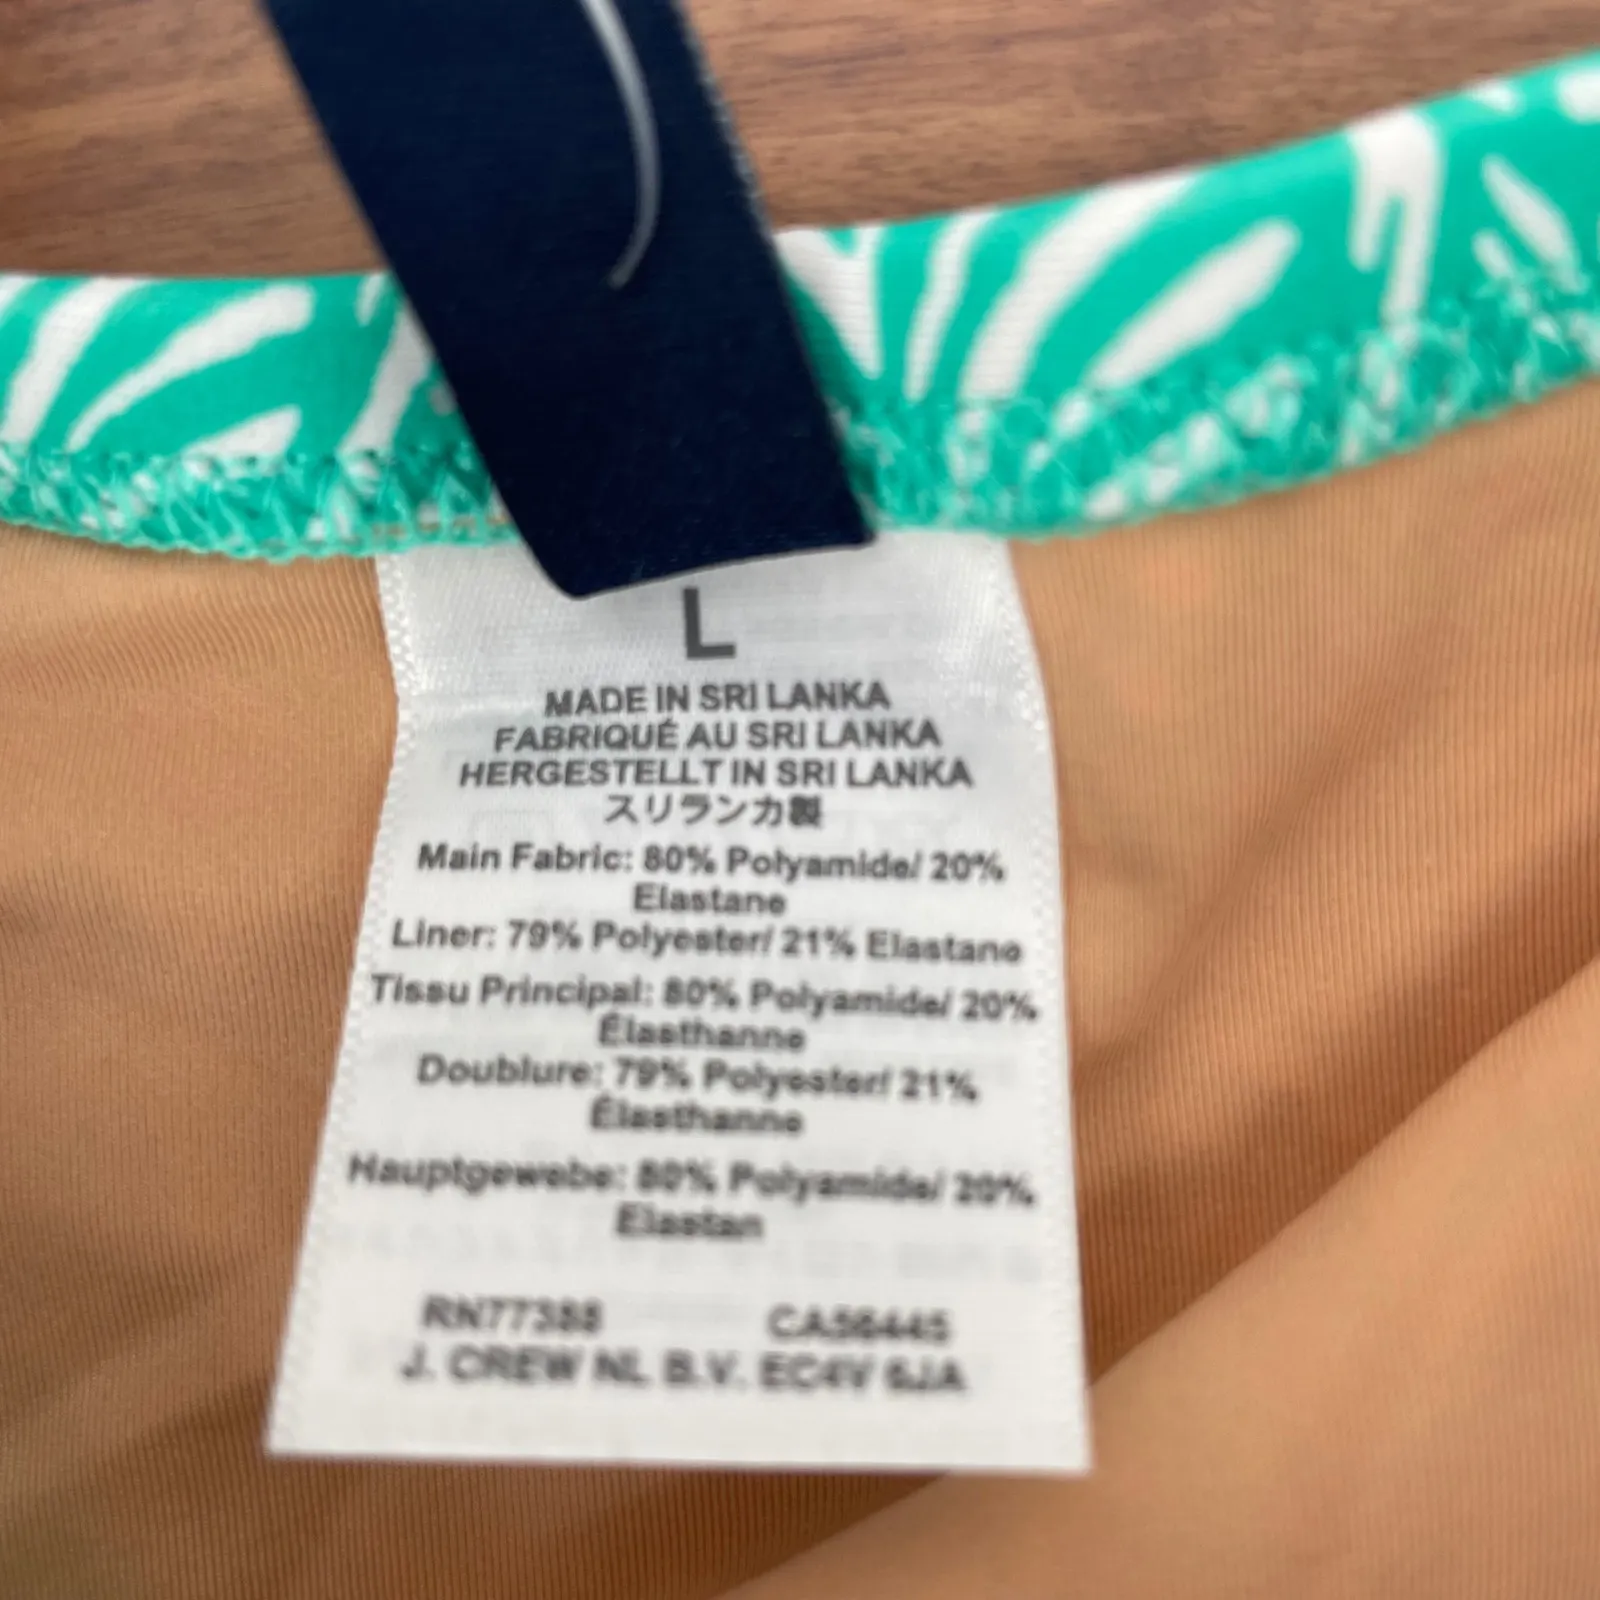 L
MADE IN SRI LANKA
FABRIQUÉ AU SRI LANKA
HERGESTELLT IN SRI LANKA
スリランカ製
Main Fabric: 80% Polyamide/ 20%
Elastane
Liner: 79% Polyester/ 21% Elastane
Tissu Principal: 80% Polyamide/ 20%
Élasthanne
Doublure: 79% Polyester/ 21%
Élasthanne
Hauptgewebe: 80% Polyamide/ 20%
Elastan
RN77388 CA56445
J. CREW NL B.V. EC4V 6JA